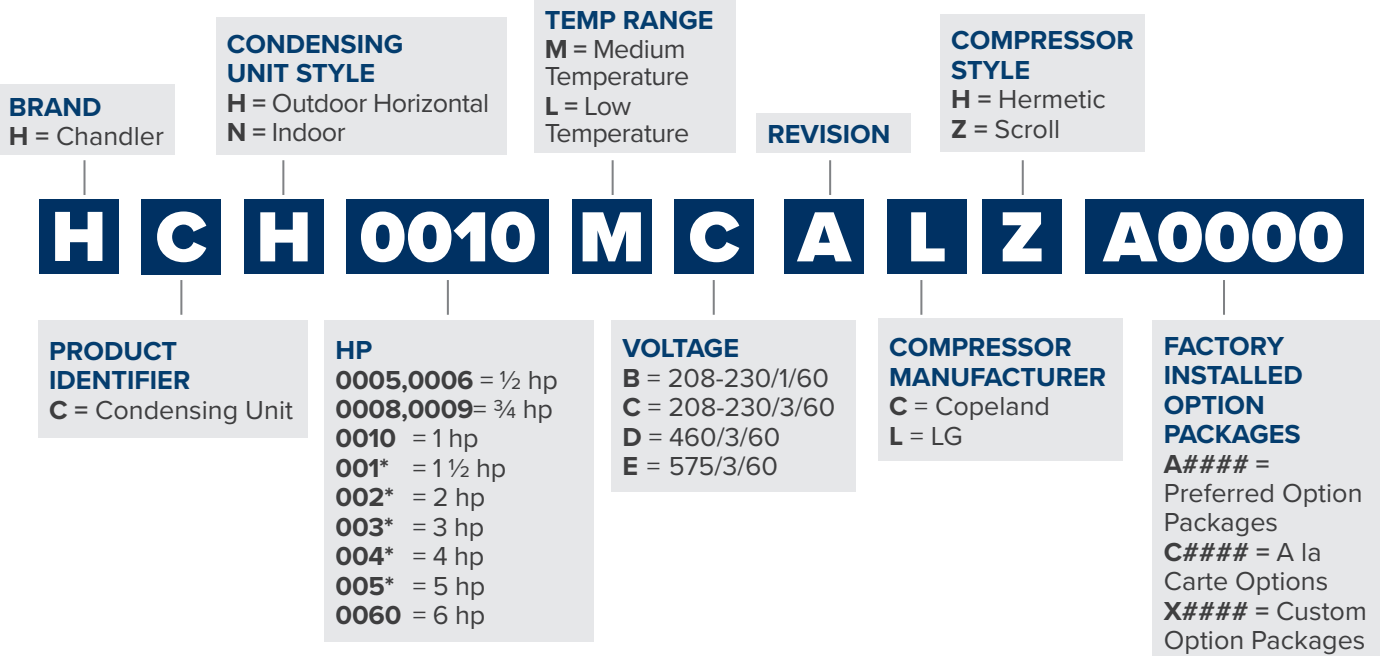 BRAND
H = Chandler
CONDENSING
UNIT STYLE
H = Outdoor Horizontal
N = Indoor
TEMP RANGE
M = Medium
Temperature
L = Low
Temperature
REVISION
COMPRESSOR
STYLE
H = Hermetic
Z = Scroll
H C H 0010 M C A L Z A0000
PRODUCT
IDENTIFIER
C = Condensing Unit
HP
0005,0006 = ½ hp
0008,0009= ¾ hp
0010 = 1 hp
001* = 1 ½ hp
002* = 2 hp
003* = 3 hp
004* = 4 hp
005* = 5 hp
0060 = 6 hp
VOLTAGE
B = 208-230/1/60
C = 208-230/3/60
D = 460/3/60
E = 575/3/60
COMPRESSOR
MANUFACTURER
C = Copeland
L = LG
FACTORY
INSTALLED
OPTION
PACKAGES
A#### =
Preferred Option
Packages
C#### = A la
Carte Options
X#### = Custom
Option Packages